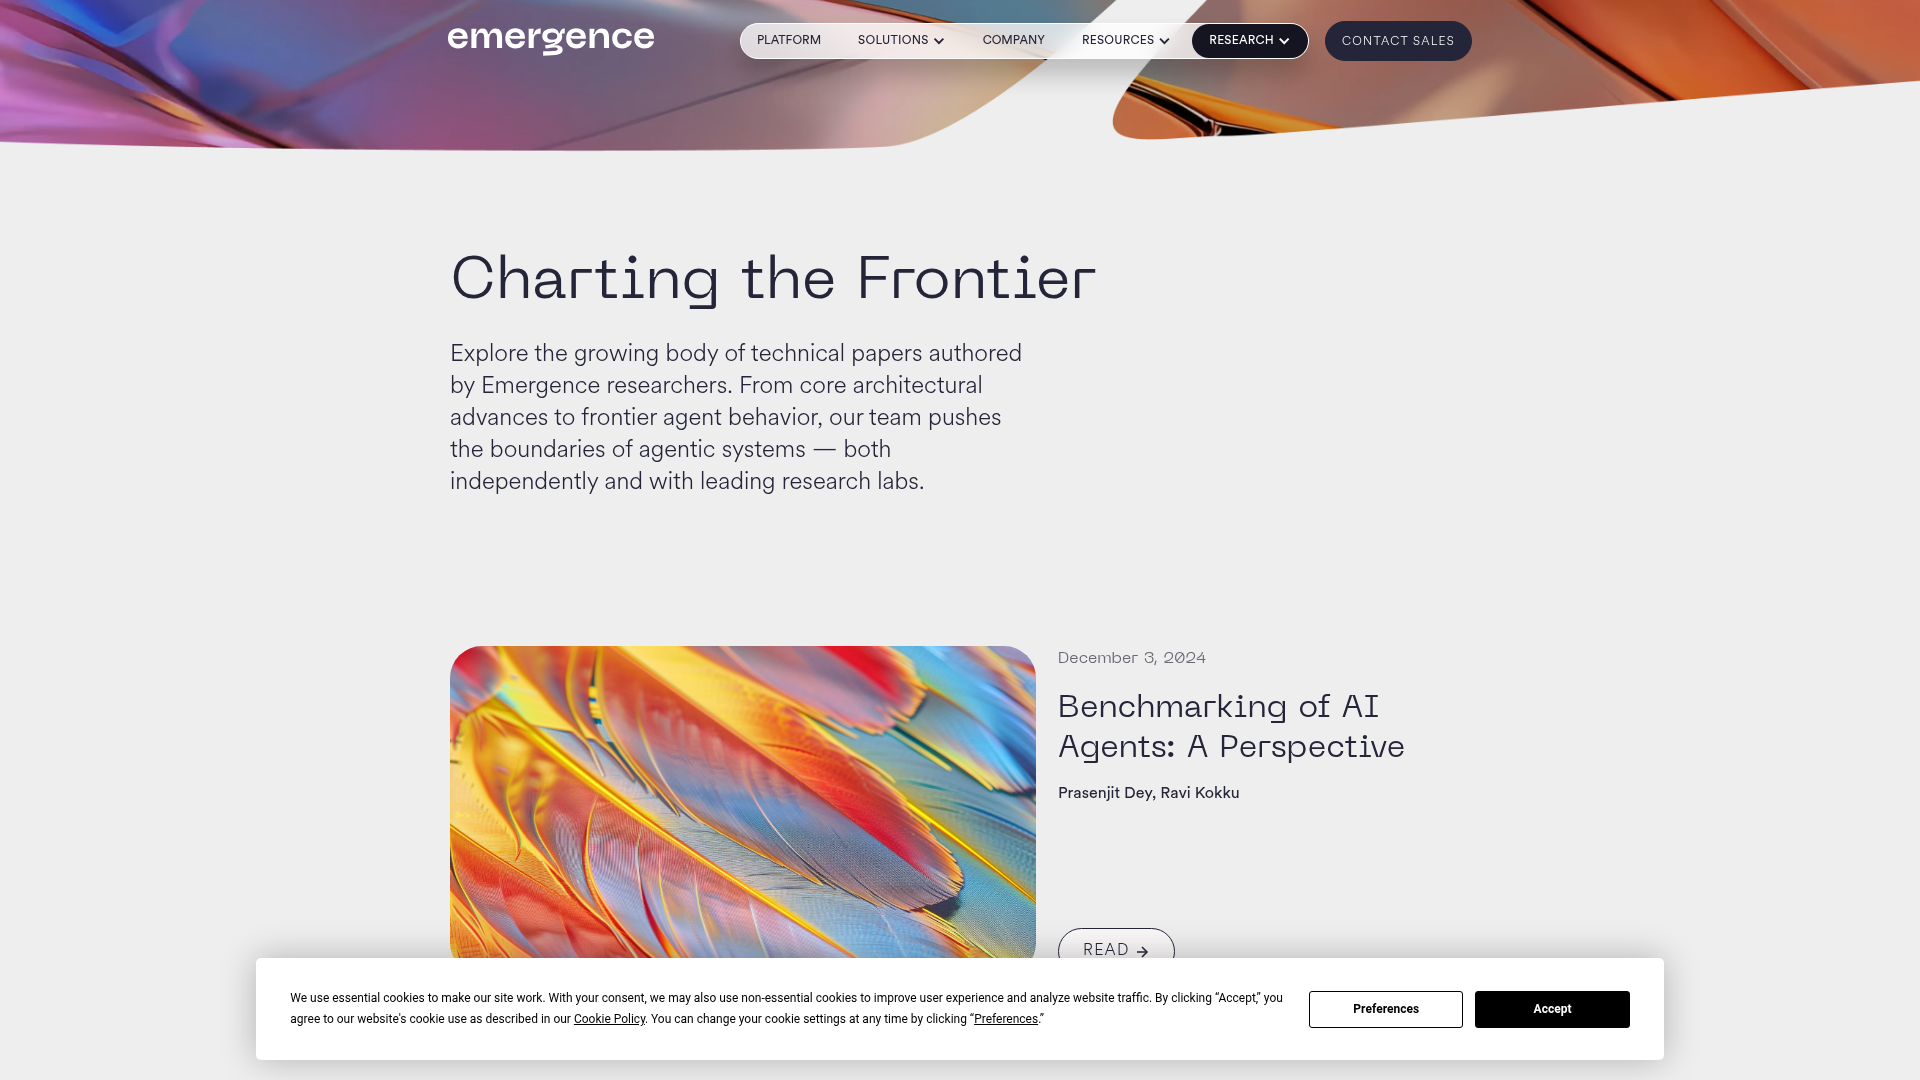 emergence
PLATFORM
SOLUTIONS
COMPANY
RESOURCES
RESEARCH
CONTACT SALES
Charting the Frontier
Explore the growing body of technical papers authored
by Emergence researchers. From core architectural
advances to frontier agent behavior, our team pushes
the boundaries of agentic systems — both
independently and with leading research labs.
December 3, 2024
Benchmarking of AI
Agents: A Perspective
Prasenjit Dey, Ravi Kokku
READ →
We use essential cookies to make our site work. With your consent, we may also use non-essential cookies to improve user experience and analyze website traffic. By clicking “Accept,” you
agree to our website's cookie use as described in our Cookie Policy. You can change your cookie settings at any time by clicking “Preferences.”
Preferences
Accept